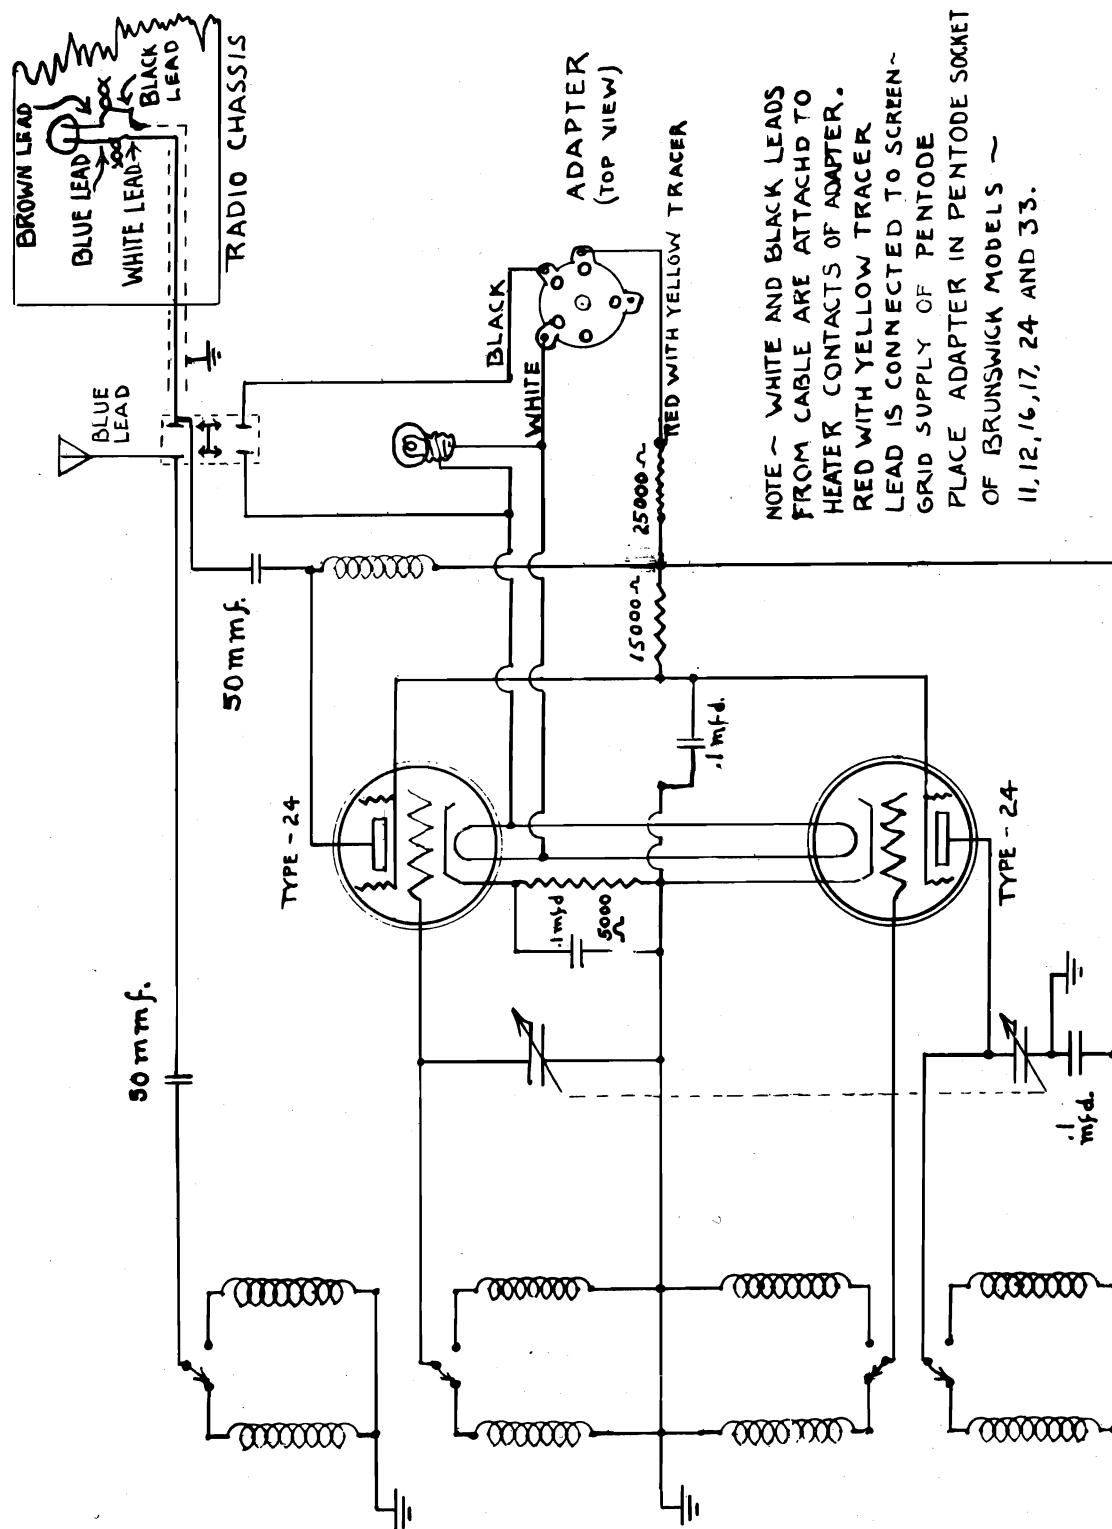 BROWN LEAD
BLUE LEAD
WHITE LEAD
BLACK
LEAD
RADIO CHASSIS
BLUE
LEAD
50 mmf.
50 mmf.
BLACK
WHITE
ADAPTER
(TOP VIEW)
RED WITH YELLOW TRACER
25000 Ω
15000 Ω
.1 mfd.
TYPE - 24
.1 mfd
5000
Ω
TYPE - 24
.1
mfd.
NOTE ~ WHITE AND BLACK LEADS
FROM CABLE ARE ATTACHD TO
HEATER CONTACTS OF ADAPTER.
RED WITH YELLOW TRACER
LEAD IS CONNECTED TO SCREEN~
GRID SUPPLY OF PENTODE
PLACE ADAPTER IN PENTODE SOCKET
OF BRUNSWICK MODELS ~
11, 12, 16, 17, 24 AND 33.